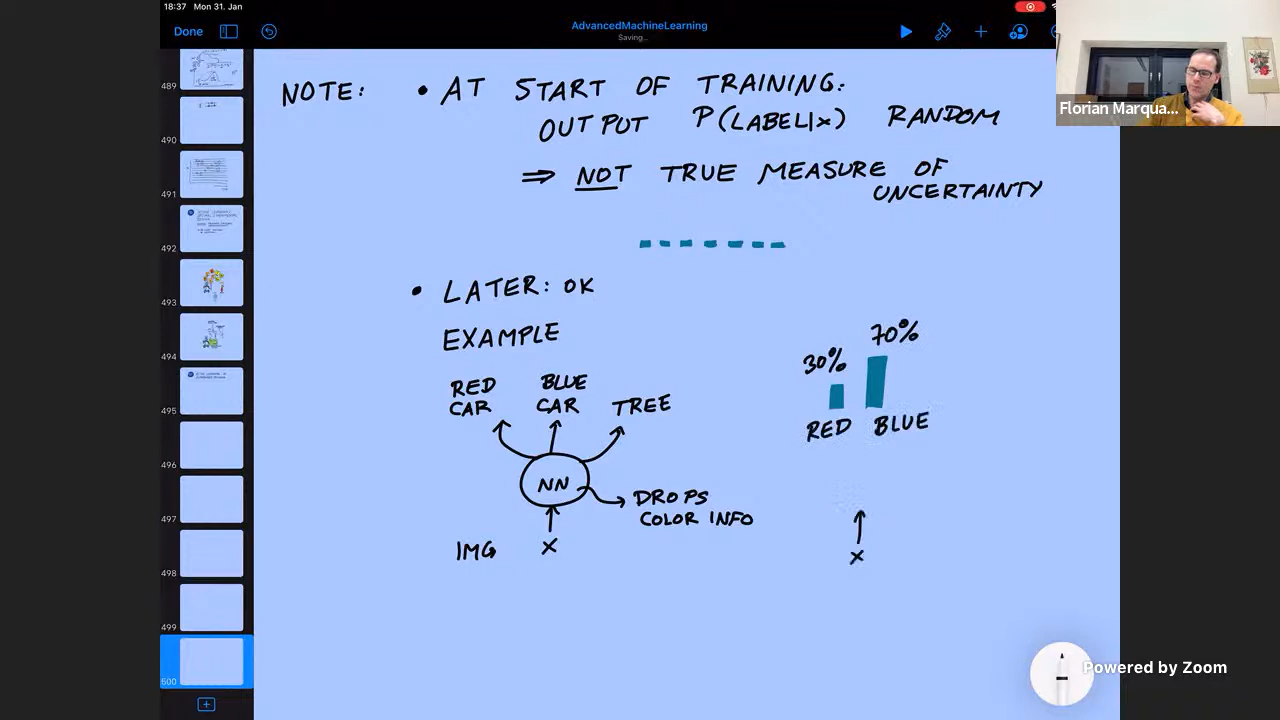 18:37 Mon 31. Jan
Done
AdvancedMachineLearning
Saving...
Florian Marqua...
489
490
491
492
493
494
495
496
497
498
499
500
NOTE: • AT START OF TRAINING:
OUTPUT P(LABEL|x) RANDOM
⇒ NOT TRUE MEASURE OF
UNCERTAINTY
• LATER: OK
EXAMPLE
RED CAR
BLUE CAR
TREE
NN
DROPS
COLOR INFO
IMG X
30% 70%
RED BLUE
X
Powered by Zoom